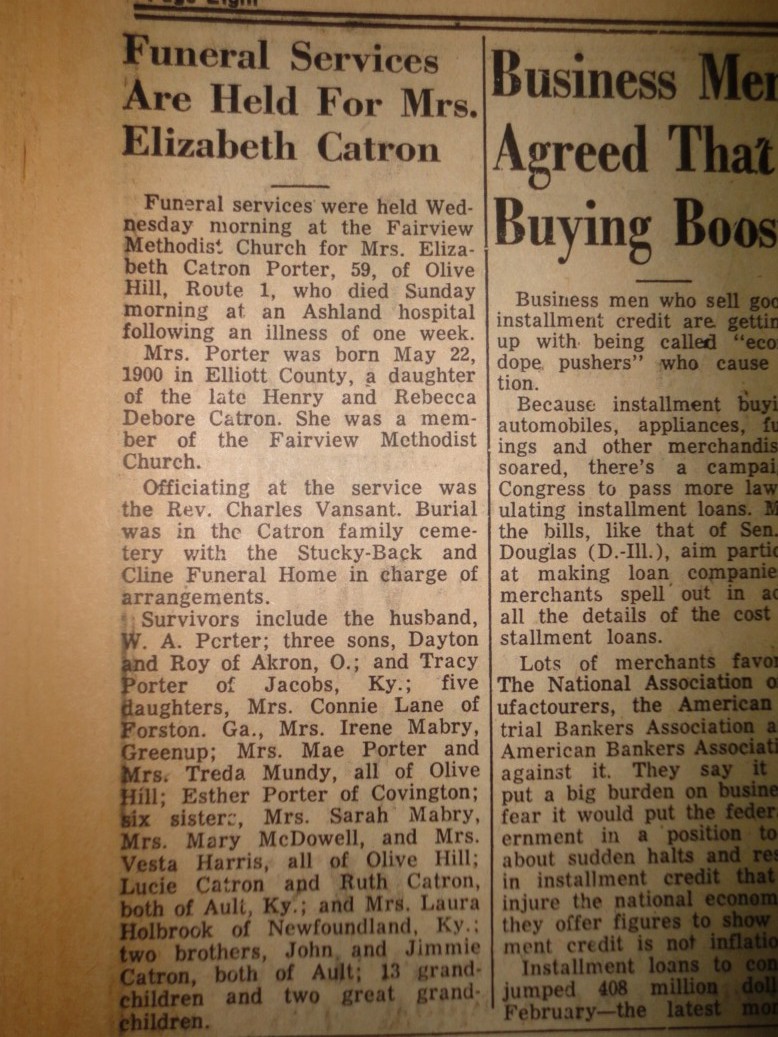 Page Eight
Funeral Services
Are Held For Mrs.
Elizabeth Catron
Funeral services were held Wed-
nesday morning at the Fairview
Methodist Church for Mrs. Eliza-
beth Catron Porter, 59, of Olive
Hill, Route 1, who died Sunday
morning at an Ashland hospital
following an illness of one week.
Mrs. Porter was born May 22,
1900 in Elliott County, a daughter
of the late Henry and Rebecca
Debore Catron. She was a mem-
ber of the Fairview Methodist
Church.
Officiating at the service was
the Rev. Charles Vansant. Burial
was in the Catron family ceme-
tery with the Stucky-Back and
Cline Funeral Home in charge of
arrangements.
Survivors include the husband,
W. A. Porter; three sons, Dayton
and Roy of Akron, O.; and Tracy
Porter of Jacobs, Ky.; five
daughters, Mrs. Connie Lane of
Forston. Ga., Mrs. Irene Mabry,
Greenup; Mrs. Mae Porter and
Mrs. Treda Mundy, all of Olive
Hill; Esther Porter of Covington;
six sisters, Mrs. Sarah Mabry,
Mrs. Mary McDowell, and Mrs.
Vesta Harris, all of Olive Hill;
Lucie Catron and Ruth Catron,
both of Ault, Ky.; and Mrs. Laura
Holbrook of Newfoundland, Ky.;
two brothers, John and Jimmie
Catron, both of Ault; 13 grand-
children and two great grand-
children.
Business Mer
Agreed That
Buying Boos
Business men who sell goo
installment credit are gettin
up with being called "eco
dope pushers" who cause
tion.
Because installment buyi
automobiles, appliances, fu
ings and other merchandis
soared, there's a campai
Congress to pass more law
ulating installment loans. M
the bills, like that of Sen.
Douglas (D.-Ill.), aim partic
at making loan companie
merchants spell out in ad
all the details of the cost
stallment loans.
Lots of merchants favor
The National Association o
ufactourers, the American
trial Bankers Association a
American Bankers Associati
against it. They say it
put a big burden on busine
fear it would put the feder
ernment in a position to
about sudden halts and res
in installment credit that
injure the national econom
they offer figures to show
ment credit is not inflatio
Installment loans to con
jumped 408 million doll
February—the latest mon